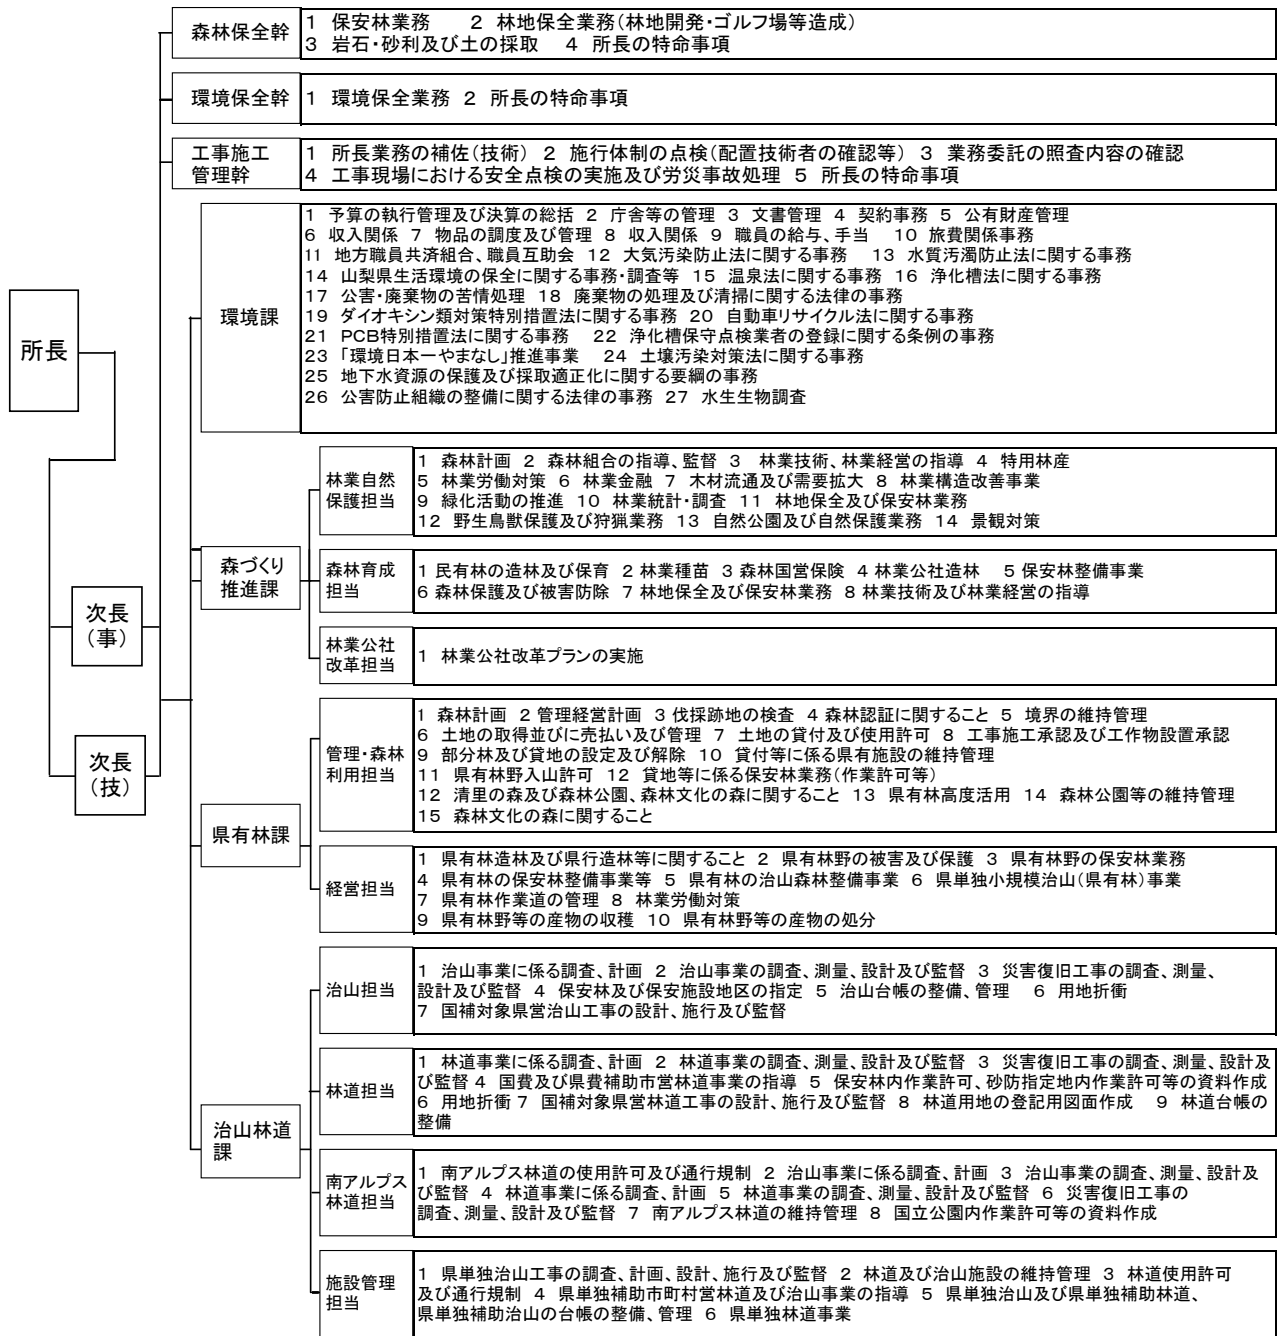 所長
次長
(事)
次長
(技)
森林保全幹
1 保安林業務 2 林地保全業務(林地開発・ゴルフ場等造成)
3 岩石・砂利及び土の採取 4 所長の特命事項
環境保全幹
1 環境保全業務 2 所長の特命事項
工事施工
管理幹
1 所長業務の補佐(技術) 2 施行体制の点検(配置技術者の確認等) 3 業務委託の照査内容の確認
4 工事現場における安全点検の実施及び労災事故処理 5 所長の特命事項
環境課
1 予算の執行管理及び決算の総括 2 庁舎等の管理 3 文書管理 4 契約事務 5 公有財産管理
6 収入関係 7 物品の調度及び管理 8 収入関係 9 職員の給与、手当 10 旅費関係事務
11 地方職員共済組合、職員互助会 12 大気汚染防止法に関する事務 13 水質汚濁防止法に関する事務
14 山梨県生活環境の保全に関する事務・調査等 15 温泉法に関する事務 16 浄化槽法に関する事務
17 公害・廃棄物の苦情処理 18 廃棄物の処理及び清掃に関する法律の事務
19 ダイオキシン類対策特別措置法に関する事務 20 自動車リサイクル法に関する事務
21 PCB特別措置法に関する事務 22 浄化槽保守点検業者の登録に関する条例の事務
23 「環境日本一やまなし」推進事業 24 土壌汚染対策法に関する事務
25 地下水資源の保護及び採取適正化に関する要綱の事務
26 公害防止組織の整備に関する法律の事務 27 水生生物調査
森づくり
推進課
林業自然
保護担当
1 森林計画 2 森林組合の指導、監督 3 林業技術、林業経営の指導 4 特用林産
5 林業労働対策 6 林業金融 7 木材流通及び需要拡大 8 林業構造改善事業
9 緑化活動の推進 10 林業統計・調査 11 林地保全及び保安林業務
12 野生鳥獣保護及び狩猟業務 13 自然公園及び自然保護業務 14 景観対策
森林育成
担当
1 民有林の造林及び保育 2 林業種苗 3 森林国営保険 4 林業公社造林 5 保安林整備事業
6 森林保護及び被害防除 7 林地保全及び保安林業務 8 林業技術及び林業経営の指導
林業公社
改革担当
1 林業公社改革プランの実施
県有林課
管理・森林
利用担当
1 森林計画 2 管理経営計画 3 伐採跡地の検査 4 森林認証に関すること 5 境界の維持管理
6 土地の取得並びに売払い及び管理 7 土地の貸付及び使用許可 8 工事施工承認及び工作物設置承認
9 部分林及び貸地の設定及び解除 10 貸付等に係る県有施設の維持管理
11 県有林野入山許可 12 貸地等に係る保安林業務(作業許可等)
12 清里の森及び森林公園、森林文化の森に関すること 13 県有林高度活用 14 森林公園等の維持管理
15 森林文化の森に関すること
経営担当
1 県有林造林及び県行造林等に関すること 2 県有林野の被害及び保護 3 県有林野の保安林業務
4 県有林の保安林整備事業等 5 県有林の治山森林整備事業 6 県単独小規模治山(県有林)事業
7 県有林作業道の管理 8 林業労働対策
9 県有林野等の産物の収穫 10 県有林野等の産物の処分
治山林道
課
治山担当
1 治山事業に係る調査、計画 2 治山事業の調査、測量、設計及び監督 3 災害復旧工事の調査、測量、
設計及び監督 4 保安林及び保安施設地区の指定 5 治山台帳の整備、管理 6 用地折衝
7 国補対象県営治山工事の設計、施行及び監督
林道担当
1 林道事業に係る調査、計画 2 林道事業の調査、測量、設計及び監督 3 災害復旧工事の調査、測量、設計及
び監督 4 国費及び県費補助市営林道事業の指導 5 保安林内作業許可、砂防指定地内作業許可等の資料作成
6 用地折衝 7 国補対象県営林道工事の設計、施行及び監督 8 林道用地の登記用図面作成 9 林道台帳の
整備
南アルプス
林道担当
1 南アルプス林道の使用許可及び通行規制 2 治山事業に係る調査、計画 3 治山事業の調査、測量、設計及
び監督 4 林道事業に係る調査、計画 5 林道事業の調査、測量、設計及び監督 6 災害復旧工事の
調査、測量、設計及び監督 7 南アルプス林道の維持管理 8 国立公園内作業許可等の資料作成
施設管理
担当
1 県単独治山工事の調査、計画、設計、施行及び監督 2 林道及び治山施設の維持管理 3 林道使用許可
及び通行規制 4 県単独補助市町村営林道及び治山事業の指導 5 県単独治山及び県単独補助林道、
県単独補助治山の台帳の整備、管理 6 県単独林道事業